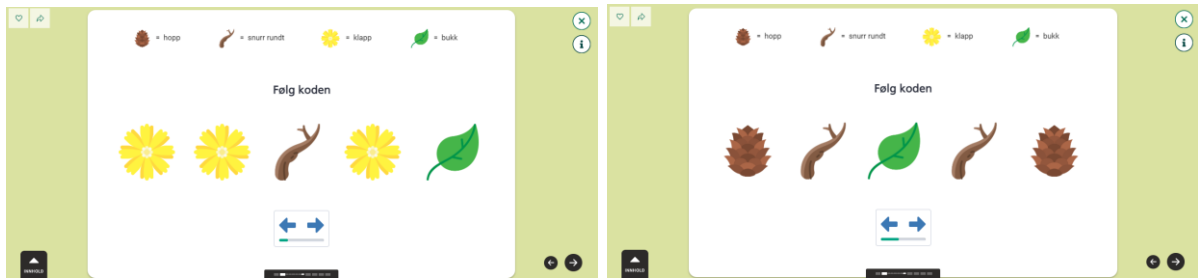 = hopp = snurr rundt = klapp = bukk
Følg koden
INNHOLD
= hopp = snurr rundt = klapp = bukk
Følg koden
INNHOLD